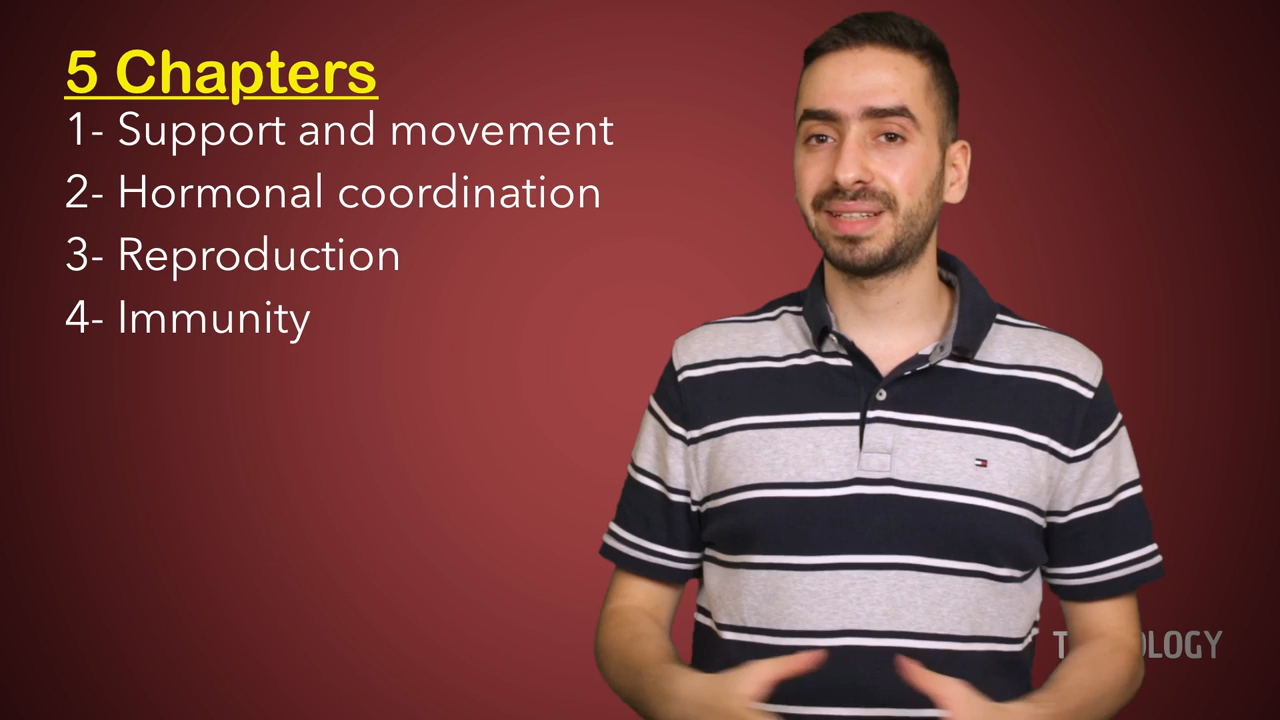 5 Chapters
1- Support and movement
2- Hormonal coordination
3- Reproduction
4- Immunity